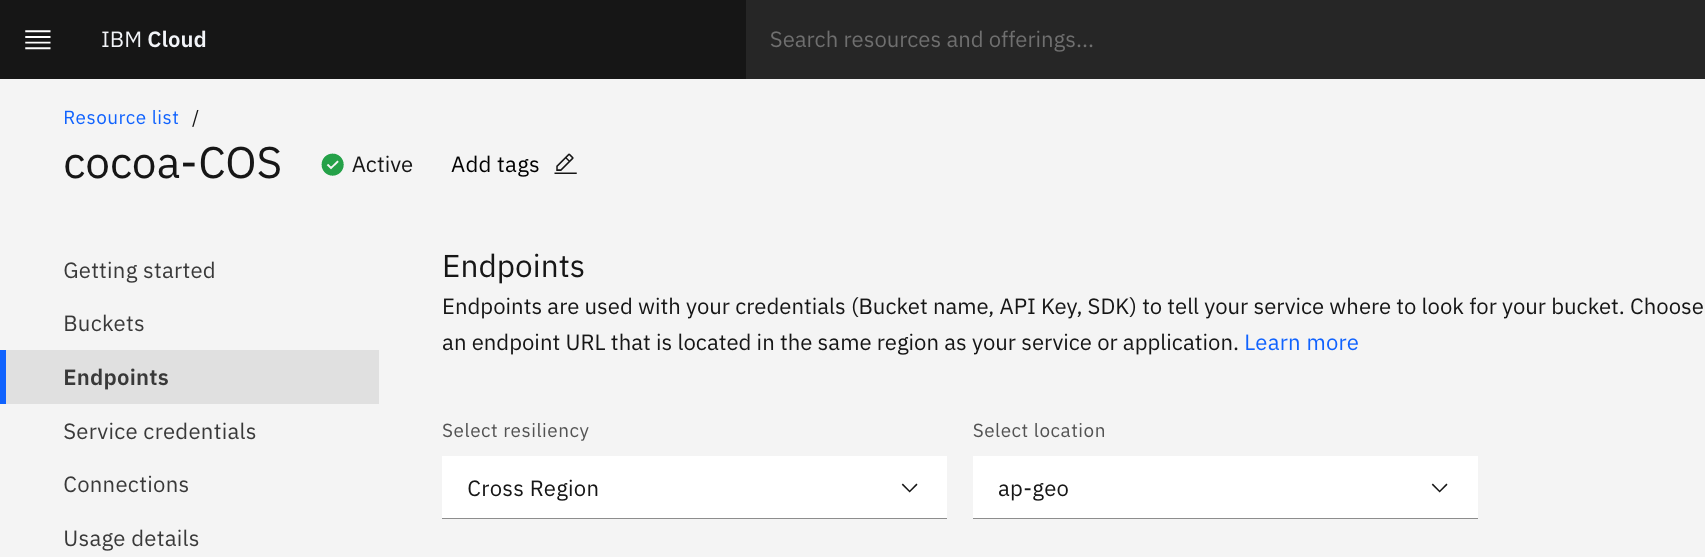 IBM Cloud
Search resources and offerings...
Resource list /
cocoa-COS
Active
Add tags
Getting started
Buckets
Endpoints
Service credentials
Connections
Usage details
Endpoints
Endpoints are used with your credentials (Bucket name, API Key, SDK) to tell your service where to look for your bucket. Choose
an endpoint URL that is located in the same region as your service or application. Learn more
Select resiliency
Cross Region
Select location
ap-geo